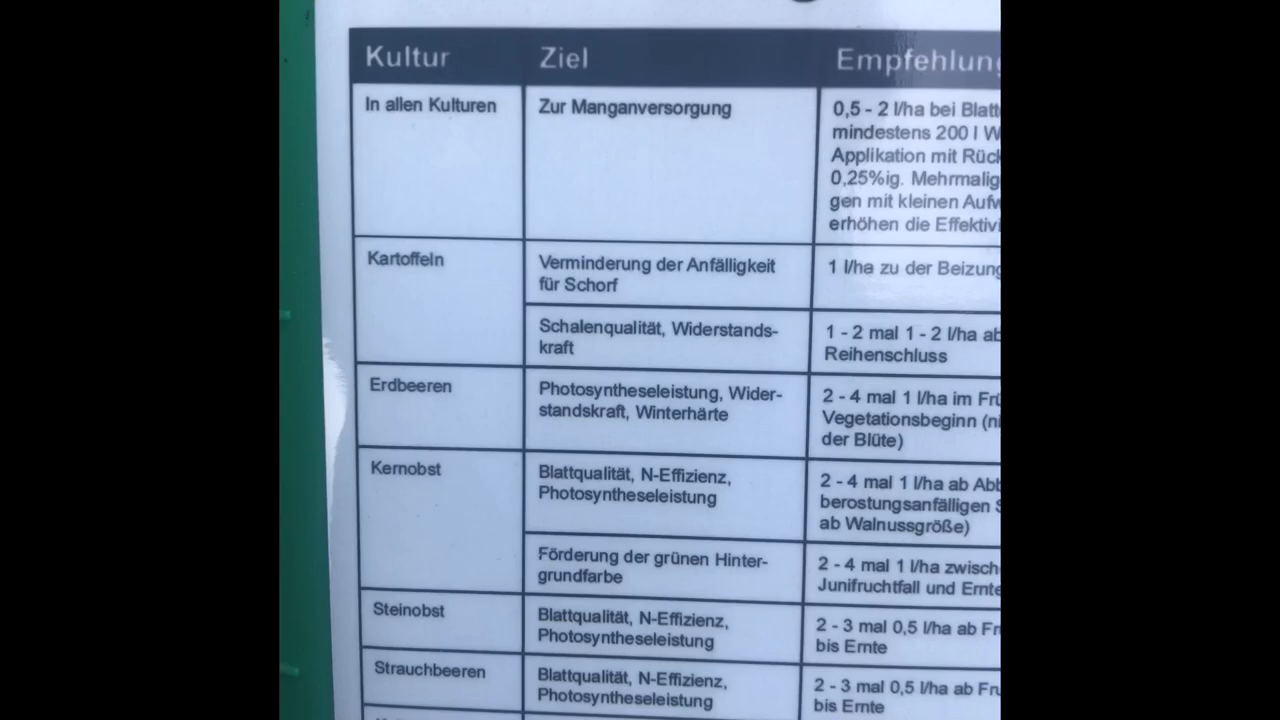 Kultur Ziel
In allen Kulturen Zur Manganversorgung 0,5 - 2 l/ha bei
mindestens 200 l
Applikation mit
0,25%ig.
gen mit kleinen
erhöhen die
Kartoffeln Verminderung der Anfälligkeit 1 l/ha zu der
für Schorf
Schalenqualität, Widerstands- 1 - 2 mal 1 - 2 l/ha ab
kraft Reihenschluss
Erdbeeren Photosyntheseleistung, Wider- 2 - 4 mal 1 l/ha im
standskraft, Winterhärte Vegetationsbeginn
der Blüte)
Kernobst Blattqualität, N-Effizienz, 2 - 4 mal 1 l/ha ab
Photosyntheseleistung berostungsanfälligen
ab Walnussgröße)
Förderung der grünen Hinter- 2 - 4 mal 1 l/ha
grundfarbe Junifruchtfall und
Steinobst Blattqualität, N-Effizienz, 2 - 3 mal 0,5 l/ha ab
Photosyntheseleistung bis Ernte
Strauchbeeren Blattqualität, N-Effizienz, 2 - 3 mal 0,5 l/ha ab
Photosyntheseleistung bis Ernte